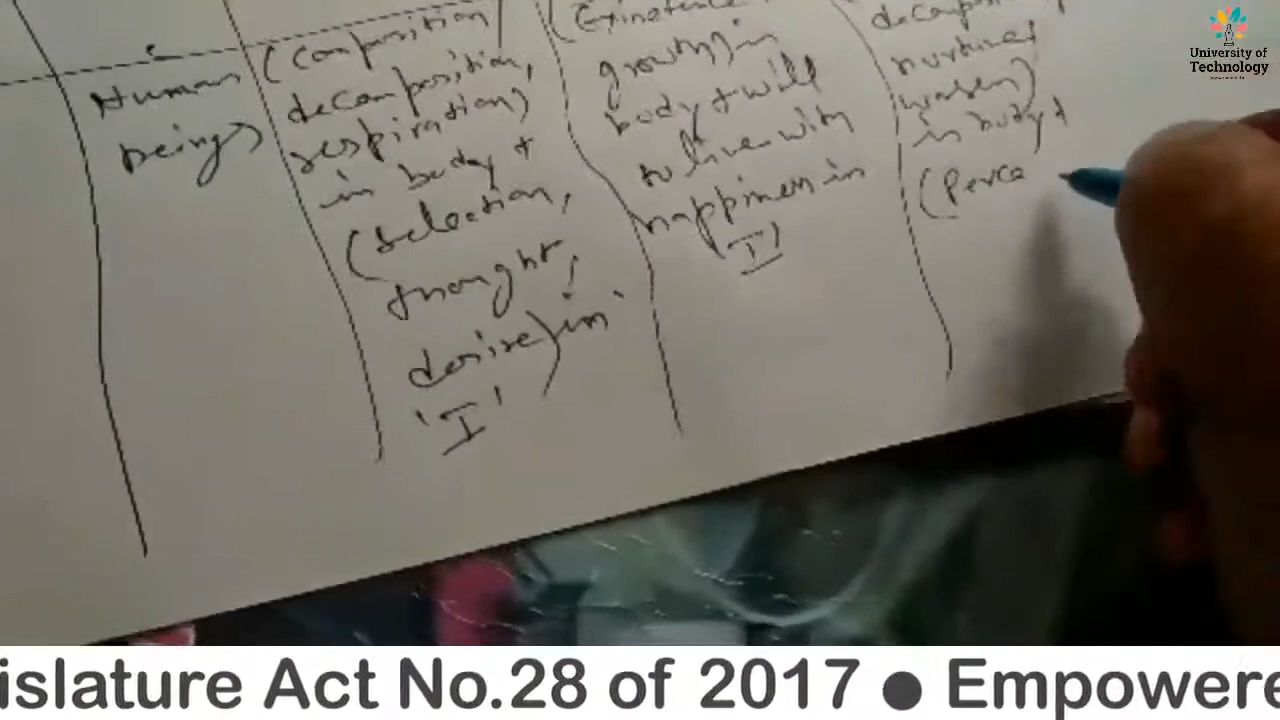 Human
beings
(composition
decomposition,
respiration)
in body +
(selection,
thought,
desire) in
'I'
(Existence
growth) in
body + will
to live with
happiness in
'I'
nurture/
worsen)
in body +
(Perce
University of
Technology
islature Act No.28 of 2017 ● Empowere